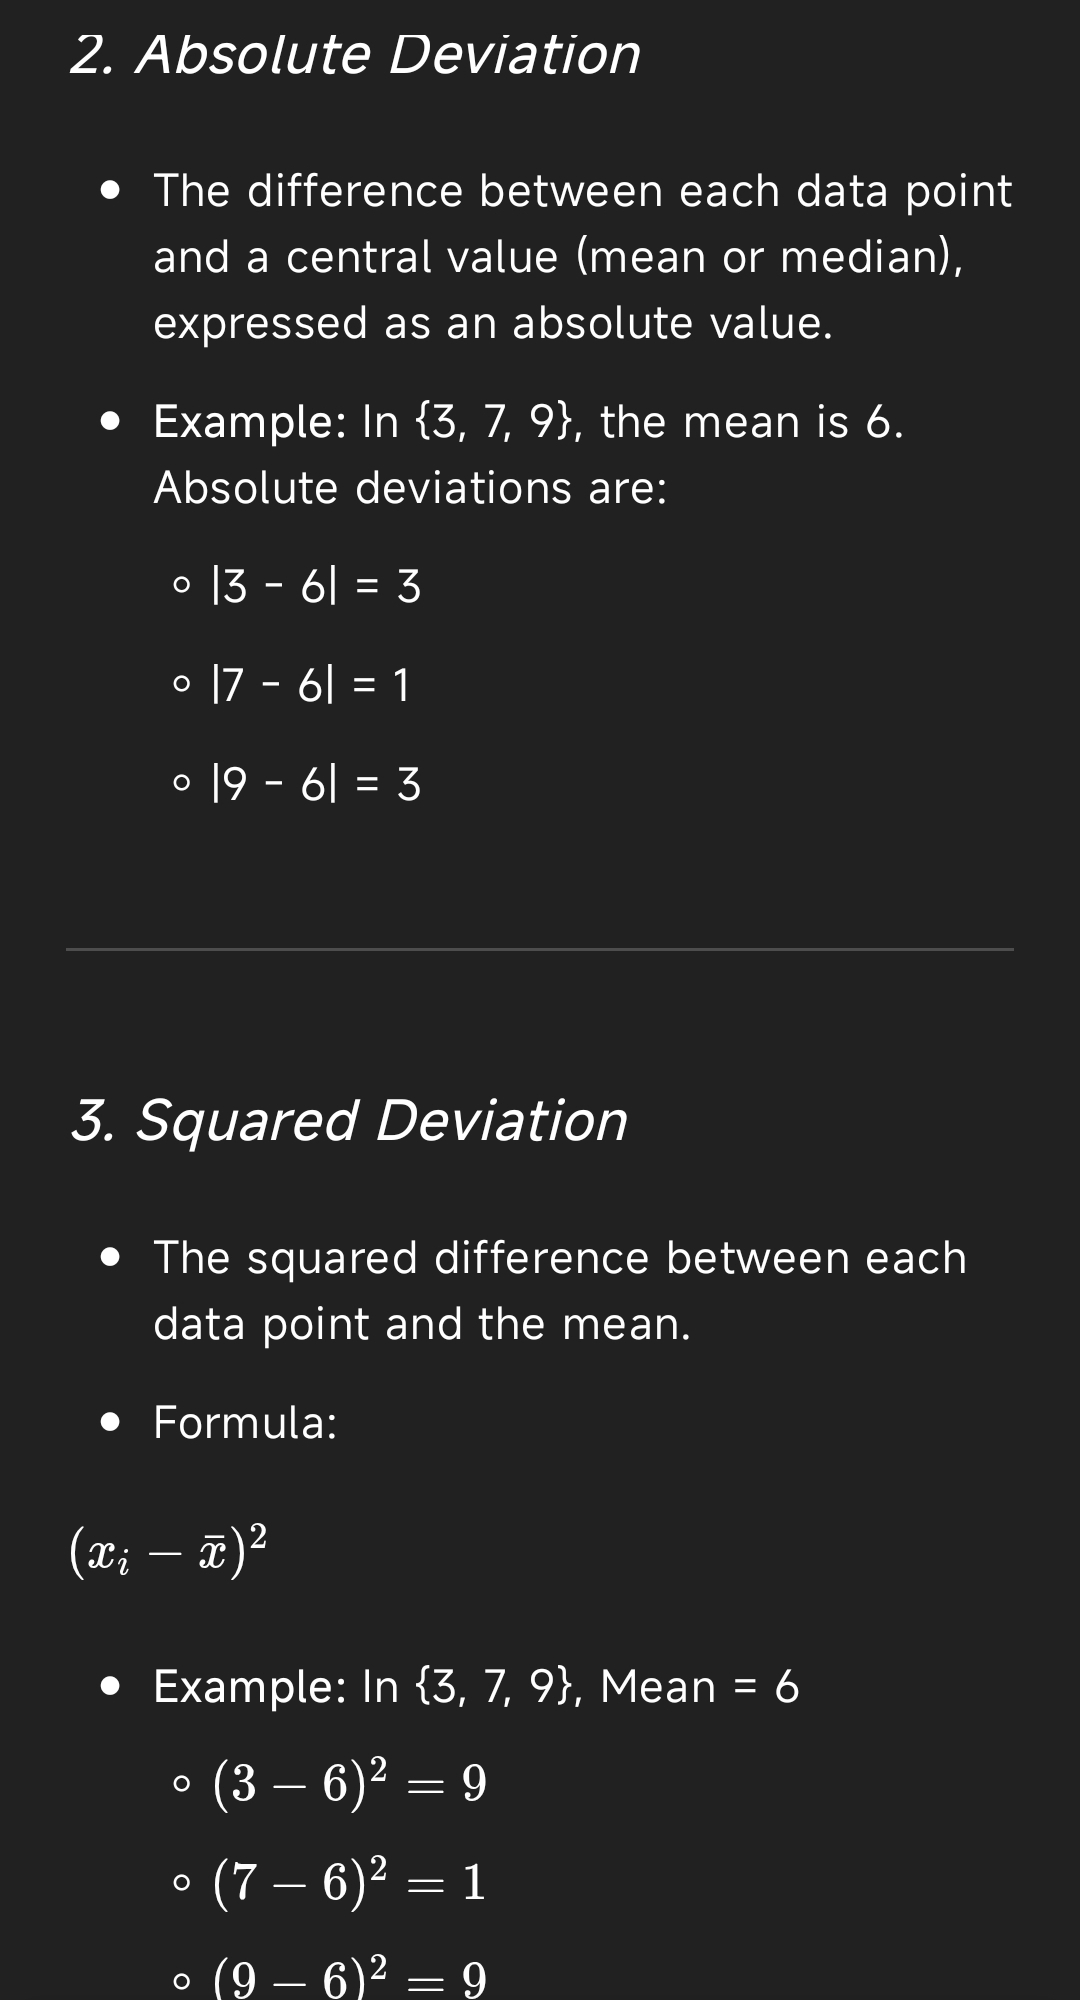 2. Absolute Deviation
• The difference between each data point
and a central value (mean or median),
expressed as an absolute value.
• Example: In {3, 7, 9}, the mean is 6.
Absolute deviations are:
◦ |3 - 6| = 3
◦ |7 - 6| = 1
◦ |9 - 6| = 3
3. Squared Deviation
• The squared difference between each
data point and the mean.
• Formula:
(xᵢ − x̄)²
• Example: In {3, 7, 9}, Mean = 6
◦ (3 − 6)² = 9
◦ (7 − 6)² = 1
◦ (9 − 6)² = 9